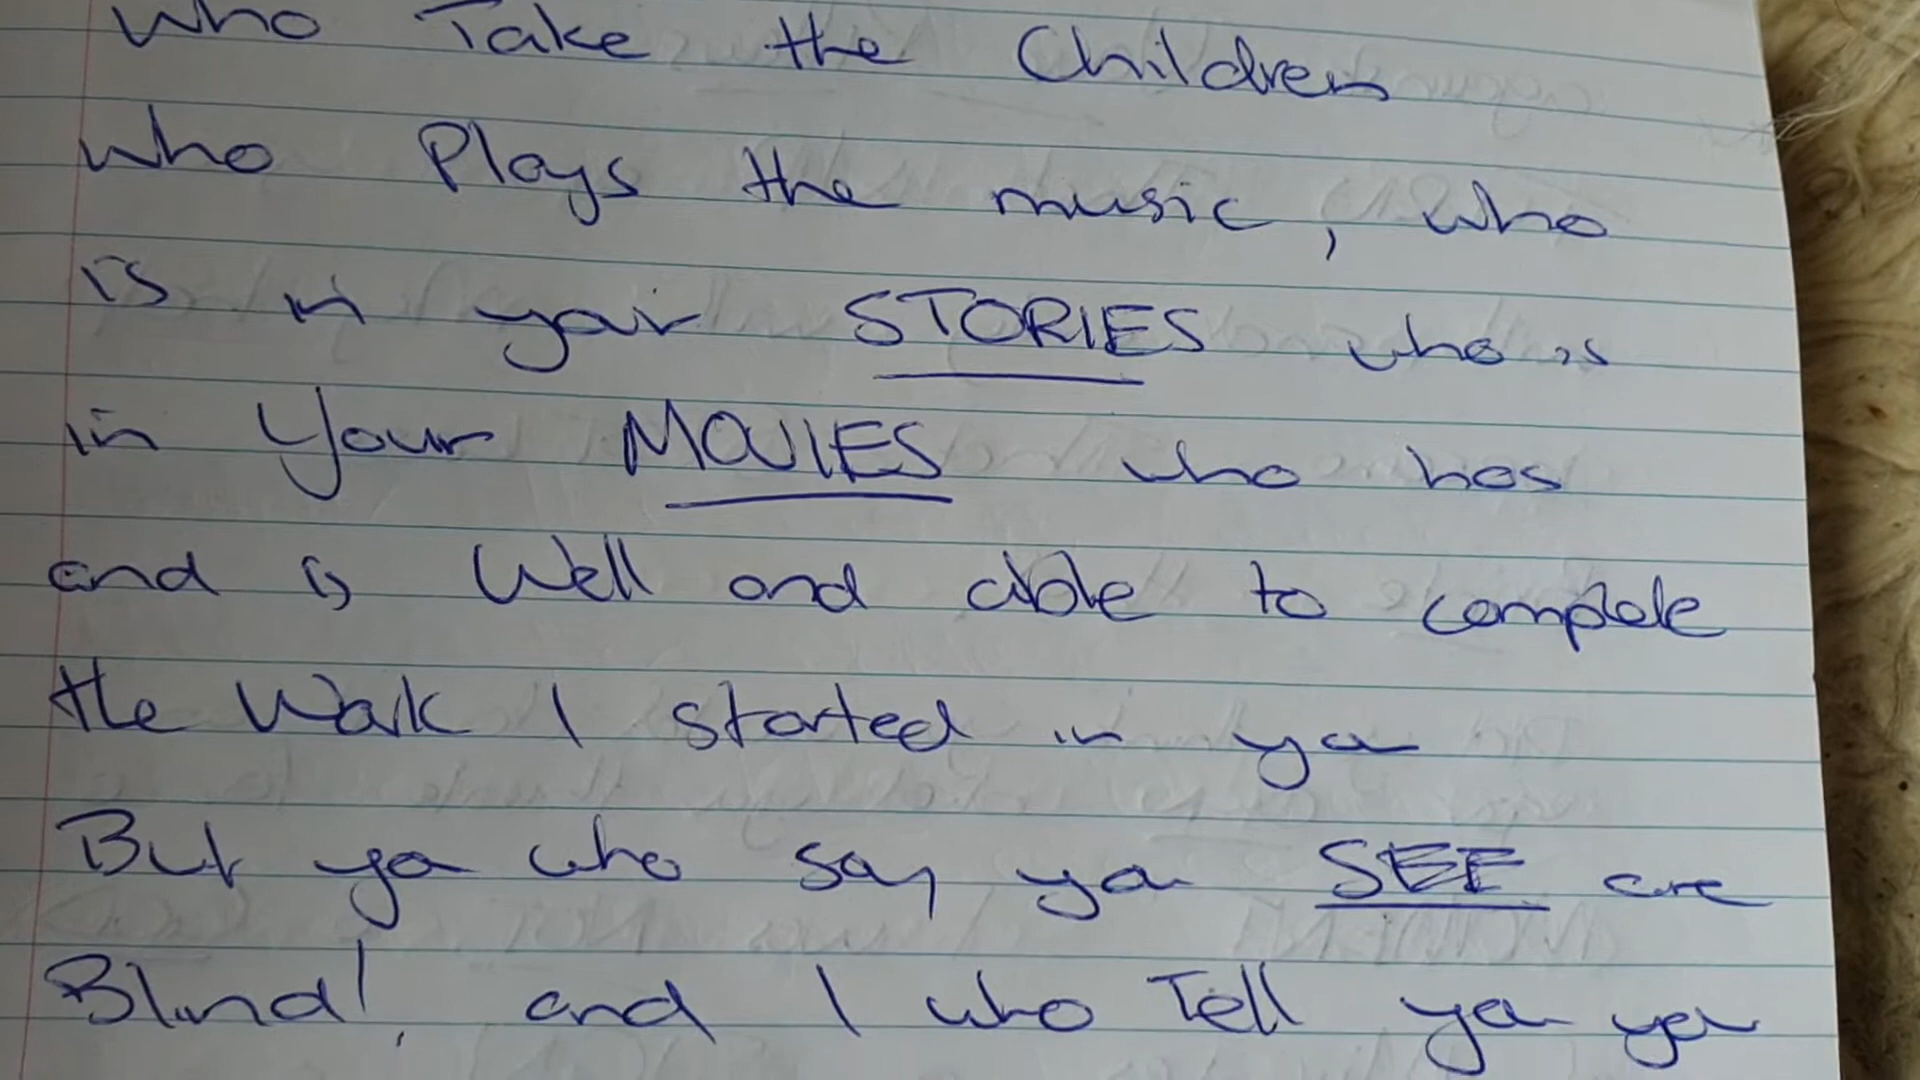 Who Take the Children
who Plays the music, who
is in your STORIES who is
in Your MOVIES who has
and is Well and able to complete
the Work I started in you
But you who say you SEE are
Blind!, and I who Tell you you